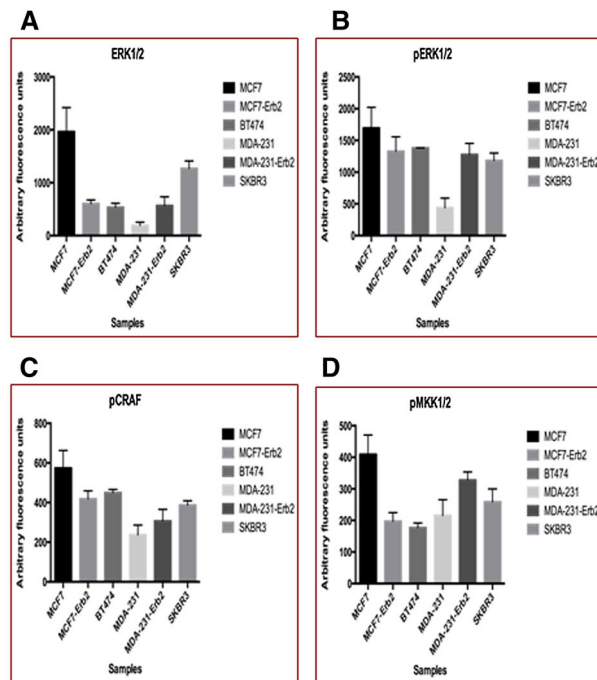 A
ERK1/2
Arbitrary fluorescence units
3000
2000
1000
0
MCF7
MCF7-Erb2
BT474
MDA-231
MDA-231-Erb2
SKBR3
Samples
MCF7
MCF7-Erb2
BT474
MDA-231
MDA-231-Erb2
SKBR3
B
pERK1/2
Arbitrary fluorescence units
2500
2000
1500
1000
500
0
MCF7
MCF7-Erb2
BT474
MDA-231
MDA-231-Erb2
SKBR3
Samples
MCF7
MCF7-Erb2
BT474
MDA-231
MDA-231-Erb2
SKBR3
C
pCRAF
Arbitrary fluorescence units
800
600
400
200
0
MCF7
MCF7-Erb2
BT474
MDA-231
MDA-231-Erb2
SKBR3
Samples
MCF7
MCF7-Erb2
BT474
MDA-231
MDA-231-Erb2
SKBR3
D
pMKK1/2
Arbitrary fluorescence units
500
400
300
200
100
0
MCF7
MCF7-Erb2
BT474
MDA-231
MDA-231-Erb2
SKBR3
Samples
MCF7
MCF7-Erb2
BT474
MDA-231
MDA-231-Erb2
SKBR3